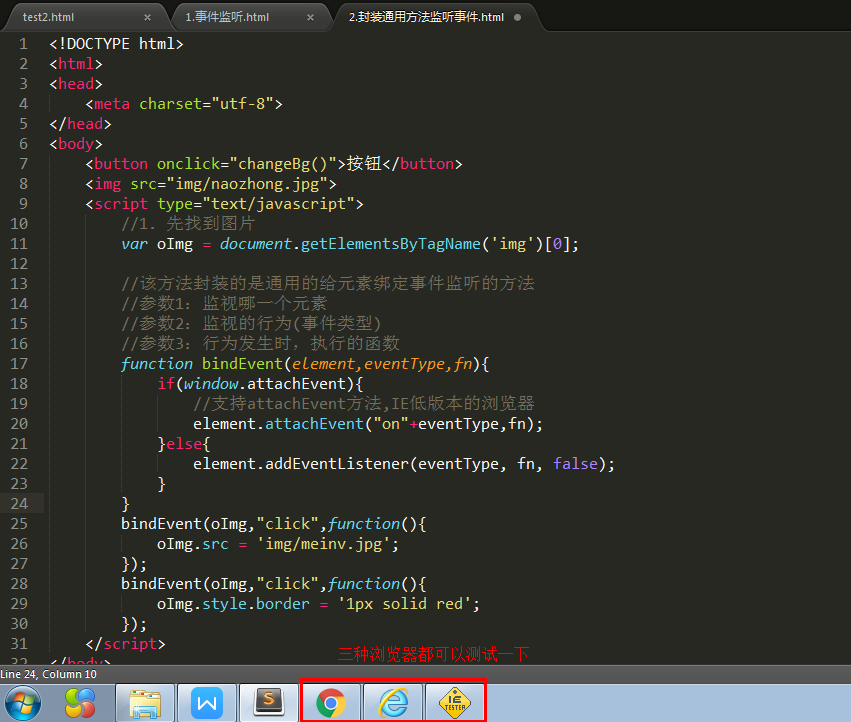 test2.html × 1.事件监听.html × 2.封装通用方法监听事件.html
1 <!DOCTYPE html>
2 <html>
3 <head>
4     <meta charset="utf-8">
5 </head>
6 <body>
7     <button onclick="changeBg()">按钮</button>
8     <img src="img/naozhong.jpg">
9     <script type="text/javascript">
10         //1. 先找到图片
11         var oImg = document.getElementsByTagName('img')[0];
12
13         //该方法封装的是通用的给元素绑定事件监听的方法
14         //参数1: 监视哪一个元素
15         //参数2: 监视的行为(事件类型)
16         //参数3: 行为发生时，执行的函数
17         function bindEvent(element,eventType,fn){
18             if(window.attachEvent){
19                 //支持attachEvent方法,IE低版本的浏览器
20                 element.attachEvent("on"+eventType,fn);
21             }else{
22                 element.addEventListener(eventType, fn, false);
23             }
24         }
25         bindEvent(oImg,"click",function(){
26             oImg.src = 'img/meinv.jpg';
27         });
28         bindEvent(oImg,"click",function(){
29             oImg.style.border = '1px solid red';
30         });
31     </script>
三种浏览器都可以测试一下
32 </body>
Line 24, Column 10
W S IE TESTER